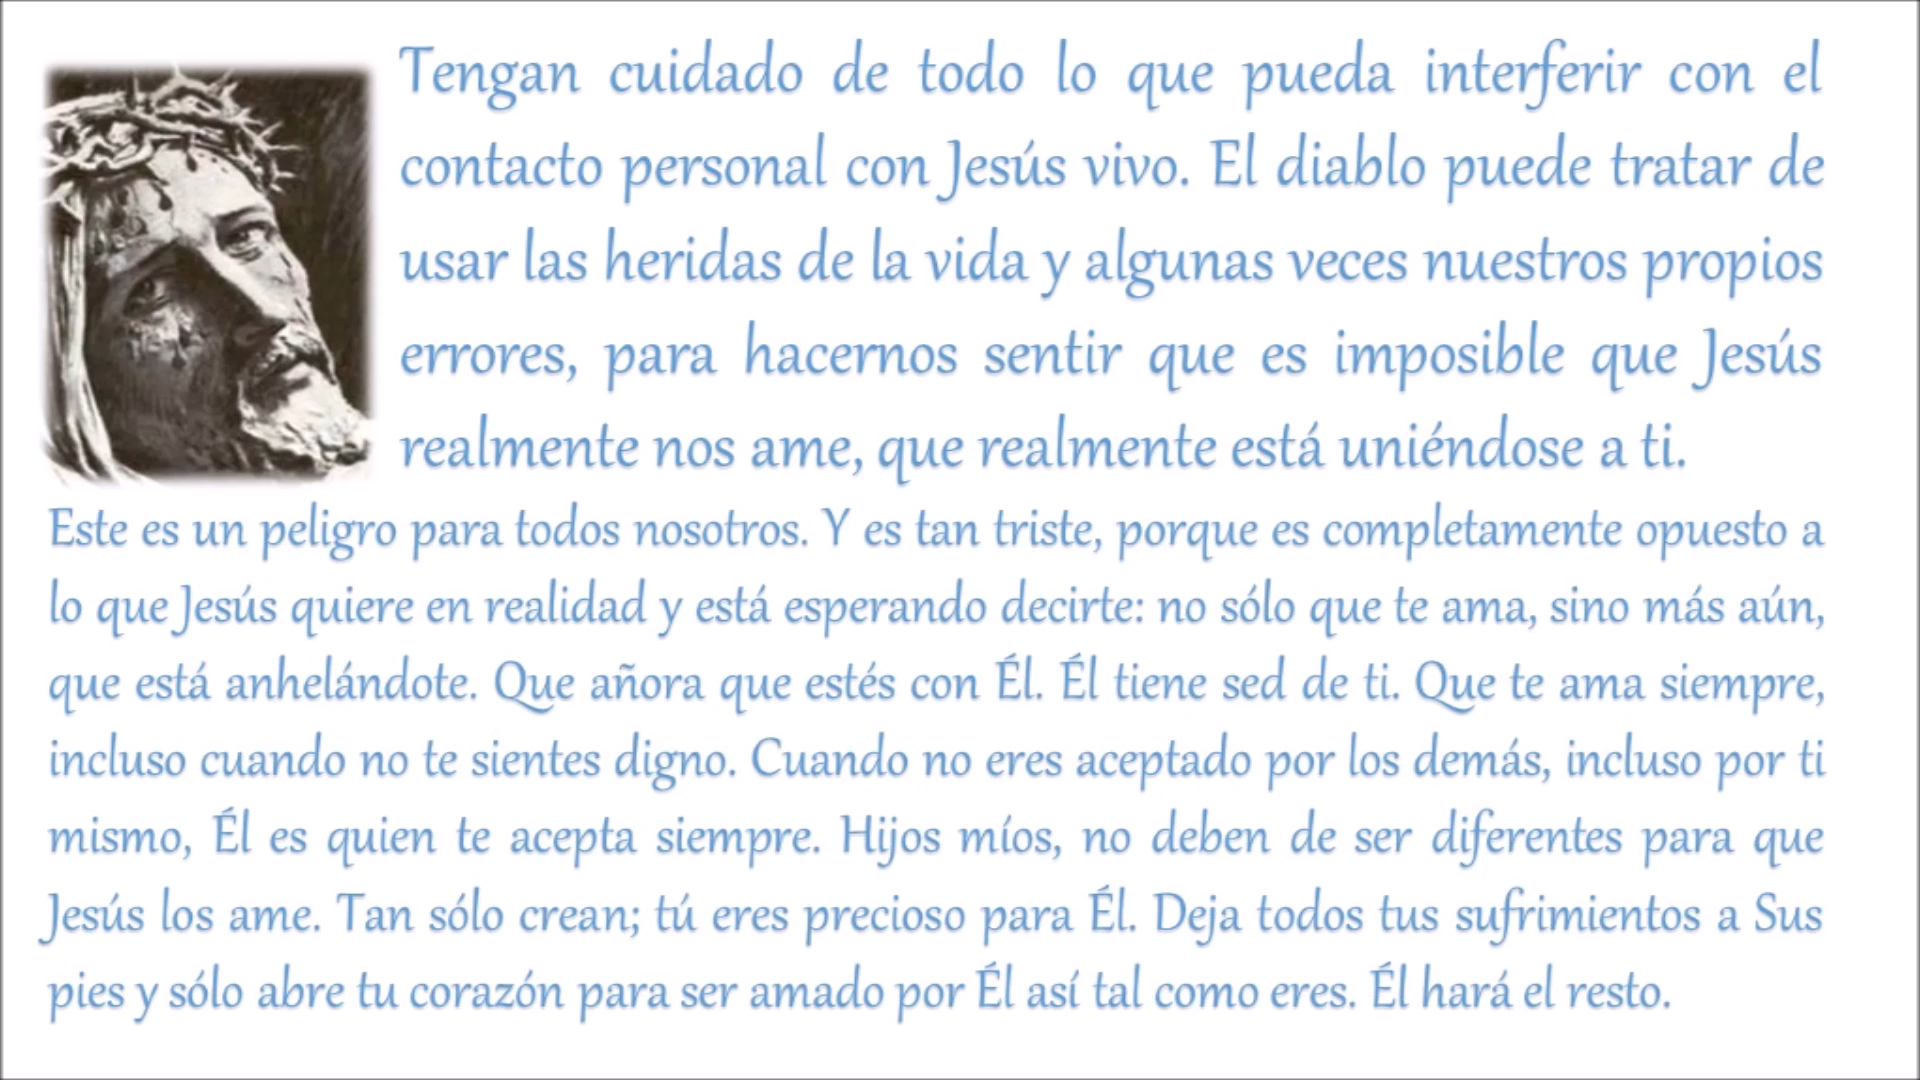 Tengan cuidado de todo lo que pueda interferir con el
contacto personal con Jesús vivo. El diablo puede tratar de
usar las heridas de la vida y algunas veces nuestros propios
errores, para hacernos sentir que es imposible que Jesús
realmente nos ame, que realmente está uniéndose a ti.
Este es un peligro para todos nosotros. Y es tan triste, porque es completamente opuesto a
lo que Jesús quiere en realidad y está esperando decirte: no sólo que te ama, sino más aún,
que está anhelándote. Que añora que estés con Él. Él tiene sed de ti. Que te ama siempre,
incluso cuando no te sientes digno. Cuando no eres aceptado por los demás, incluso por ti
mismo, Él es quien te acepta siempre. Hijos míos, no deben de ser diferentes para que
Jesús los ame. Tan sólo crean; tú eres precioso para Él. Deja todos tus sufrimientos a Sus
pies y sólo abre tu corazón para ser amado por Él así tal como eres. Él hará el resto.